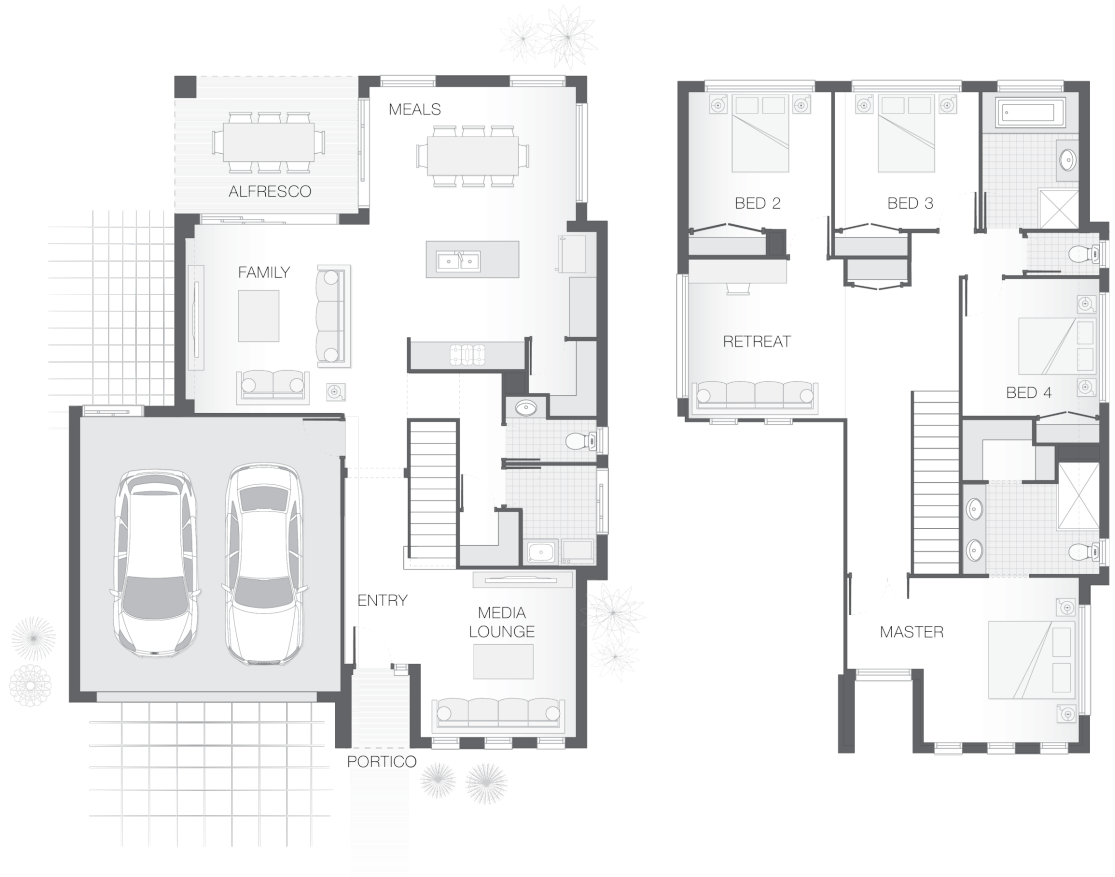 MEALS
ALFRESCO
FAMILY
ENTRY
MEDIA
LOUNGE
PORTICO
BED 2
BED 3
RETREAT
BED 4
MASTER